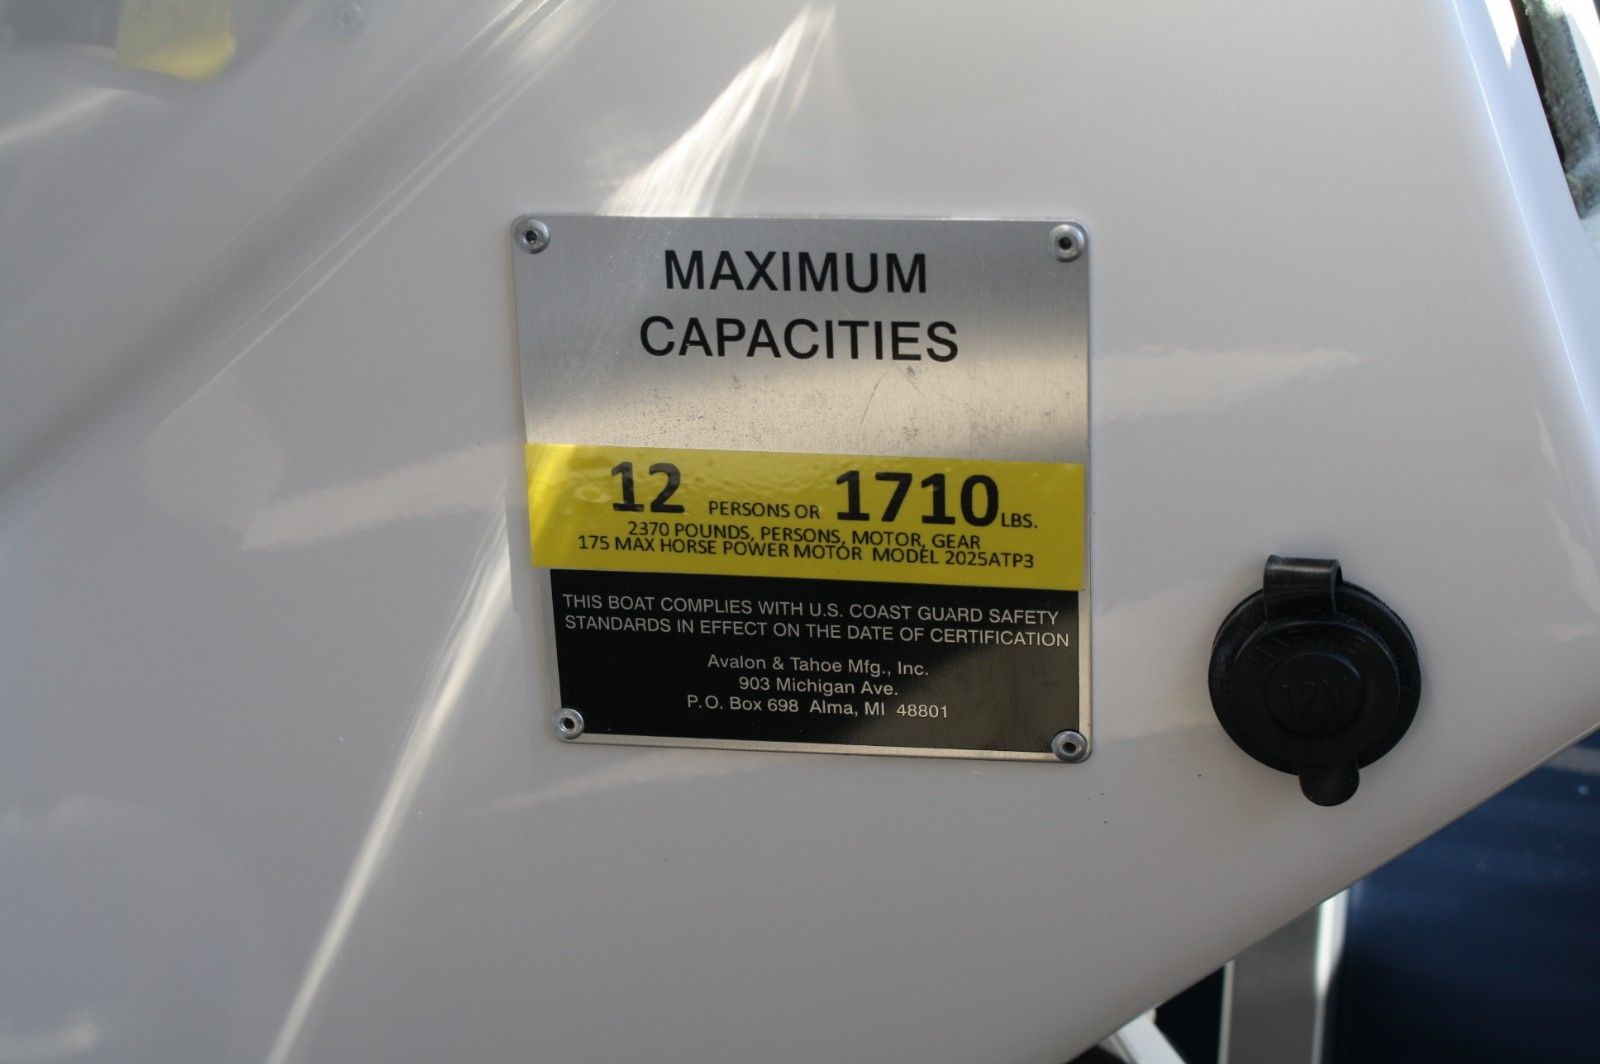 MAXIMUM
CAPACITIES
12 PERSONS OR 1710 LBS.
2370 POUNDS, PERSONS, MOTOR, GEAR
175 MAX HORSE POWER MOTOR MODEL 2025ATP3
THIS BOAT COMPLIES WITH U.S. COAST GUARD SAFETY
STANDARDS IN EFFECT ON THE DATE OF CERTIFICATION
Avalon & Tahoe Mfg., Inc.
903 Michigan Ave.
P.O. Box 698 Alma, MI 48801
MARINE
12V